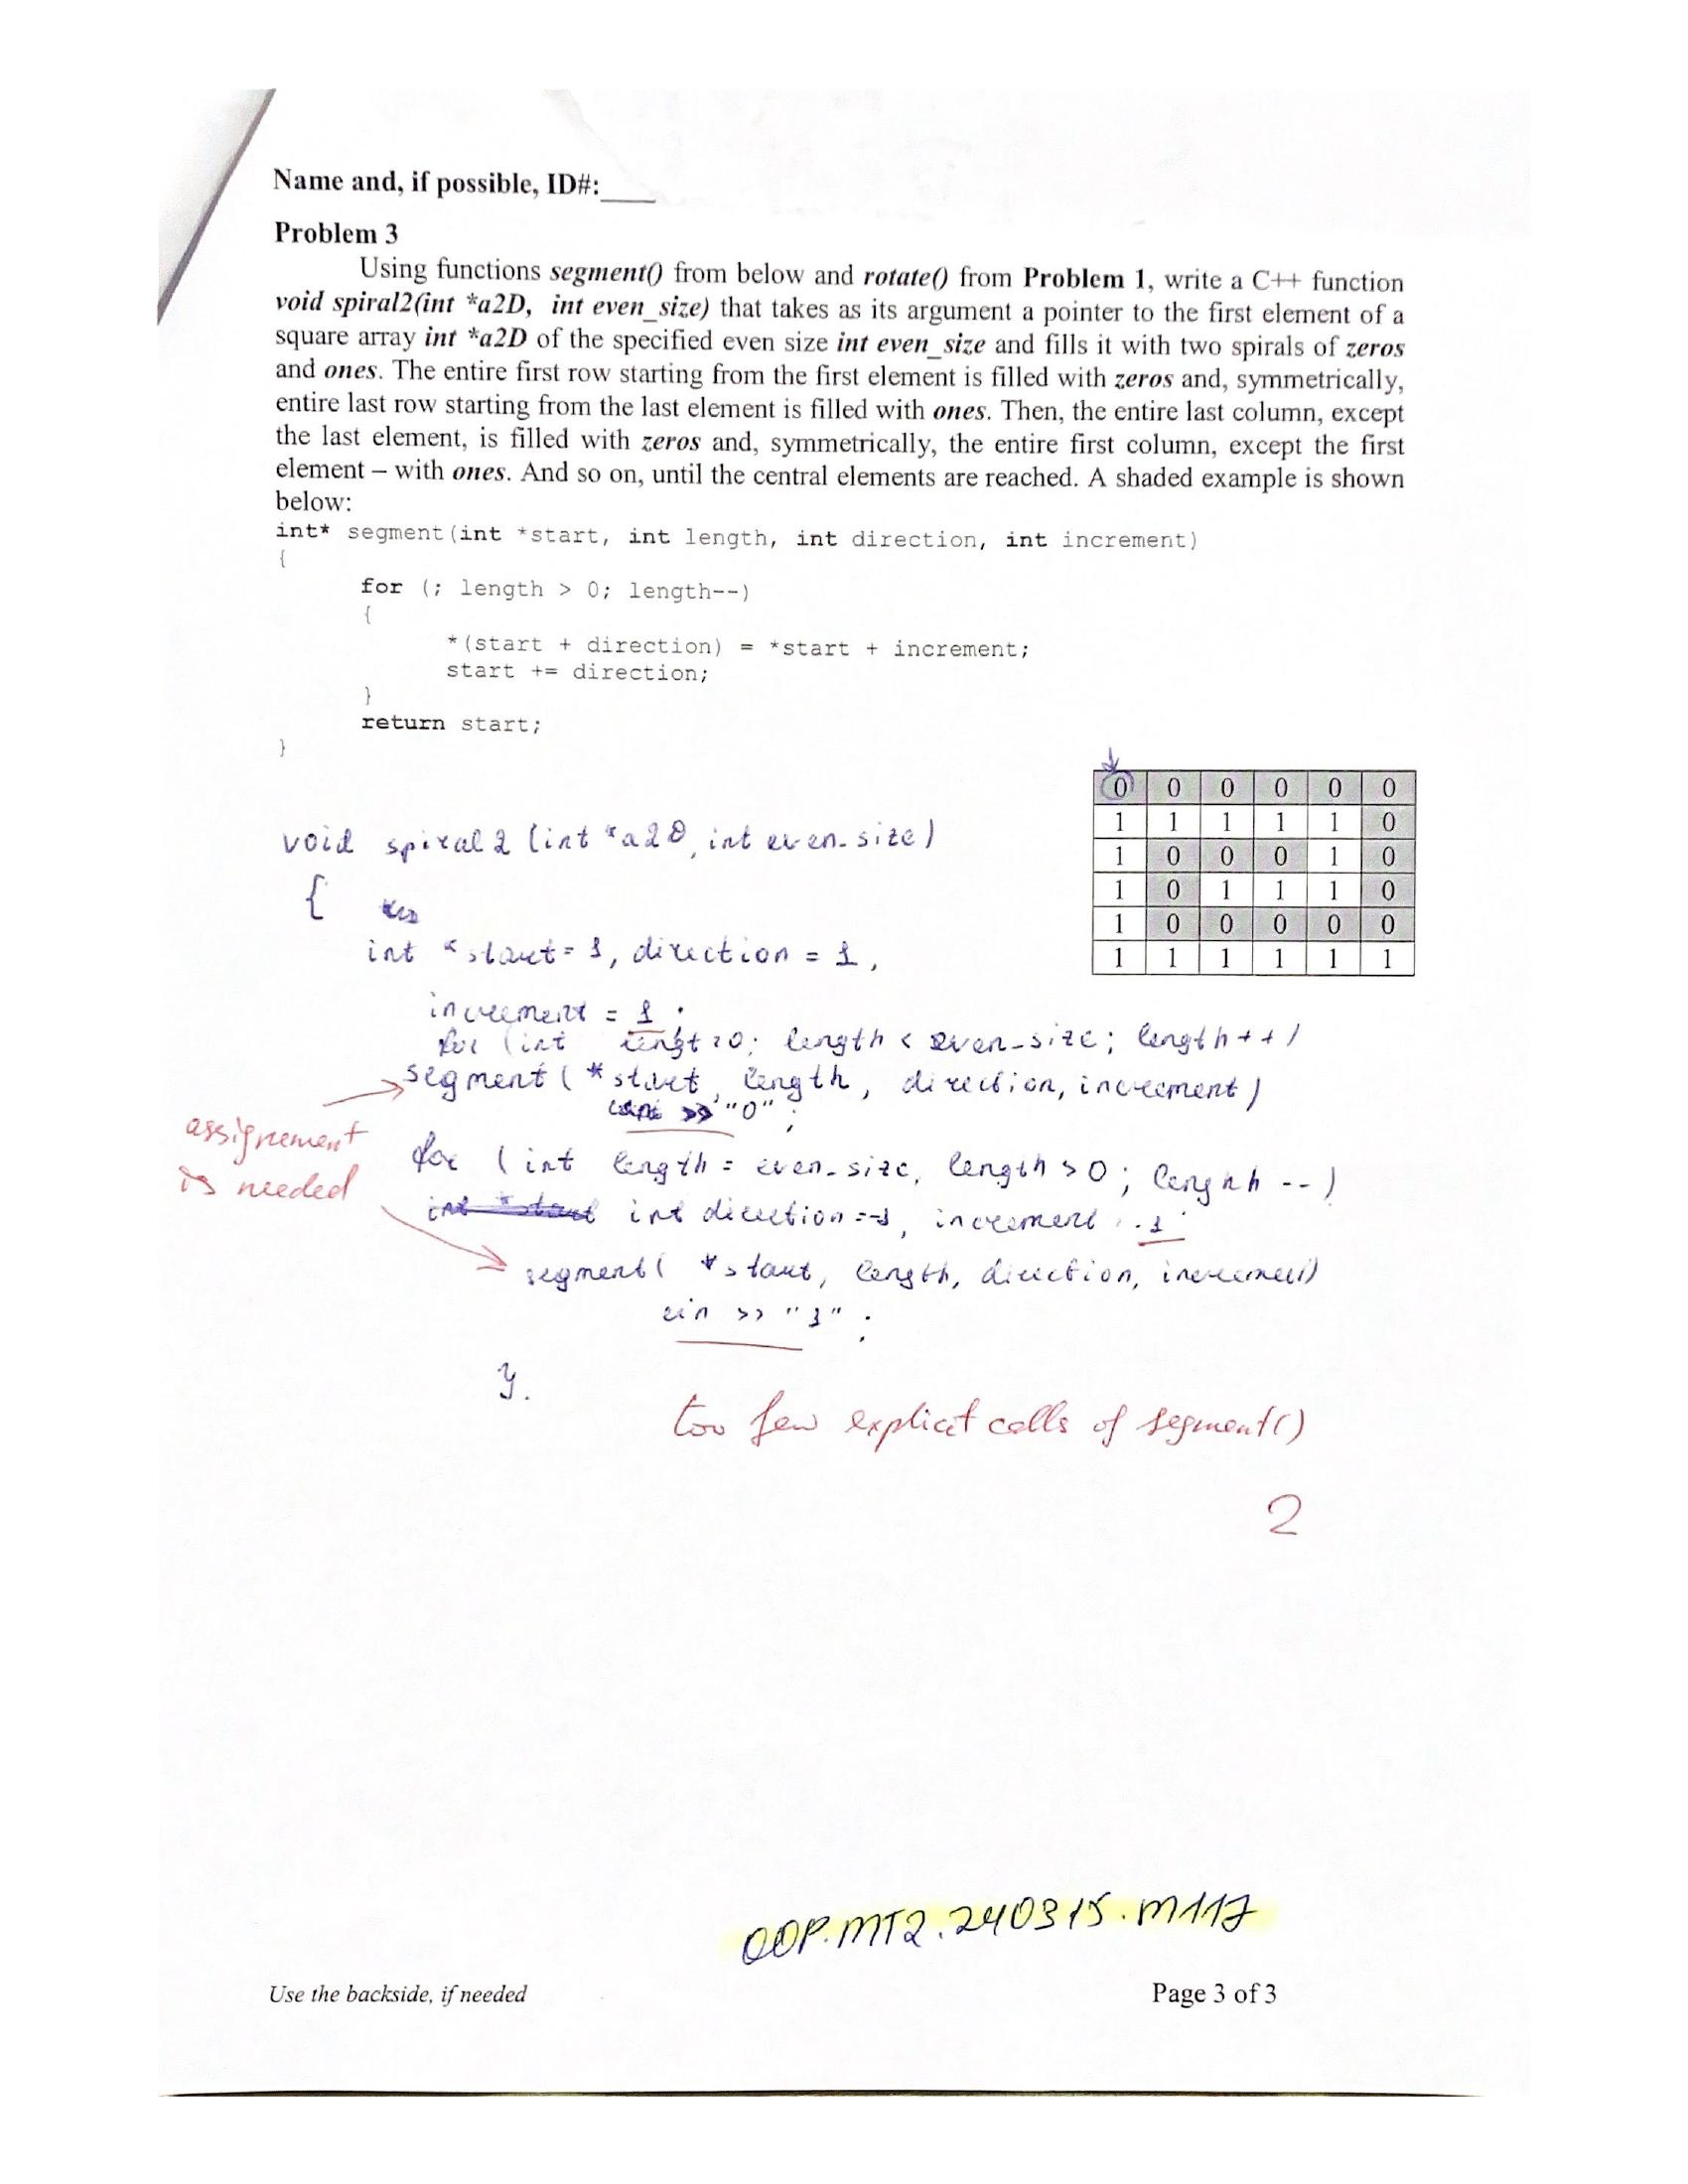 Name and, if possible, ID#:____
Problem 3
Using functions segment() from below and rotate() from Problem 1, write a C++ function
void spiral2(int *a2D, int even_size) that takes as its argument a pointer to the first element of a
square array int *a2D of the specified even size int even_size and fills it with two spirals of zeros
and ones. The entire first row starting from the first element is filled with zeros and, symmetrically,
entire last row starting from the last element is filled with ones. Then, the entire last column, except
the last element, is filled with zeros and, symmetrically, the entire first column, except the first
element – with ones. And so on, until the central elements are reached. A shaded example is shown
below:
int* segment(int *start, int length, int direction, int increment)
{
for (; length > 0; length--)
{
*(start + direction) = *start + increment;
start += direction;
}
return start;
}
0 0 0 0 0 0
1 1 1 1 1 0
1 0 0 0 1 0
1 0 1 1 1 0
1 0 0 0 0 0
1 1 1 1 1 1
void spiral2 (int *a2D, int even_size)
{
int *start = 1, direction = 1,
increment = 1;
for (int lengt = 0; length < even_size; length++)
segment (*start, length, direction, increment)
>> "0";
assignement
is needed
for (int length = even_size, length > 0; lengnh --)
int direction = -1, increment = -1
segment( *start, length, direction, increment)
cin >> "1";
}.
too few explicit calls of segment()
2
OOP.MT2.240315.M117
Use the backside, if needed
Page 3 of 3